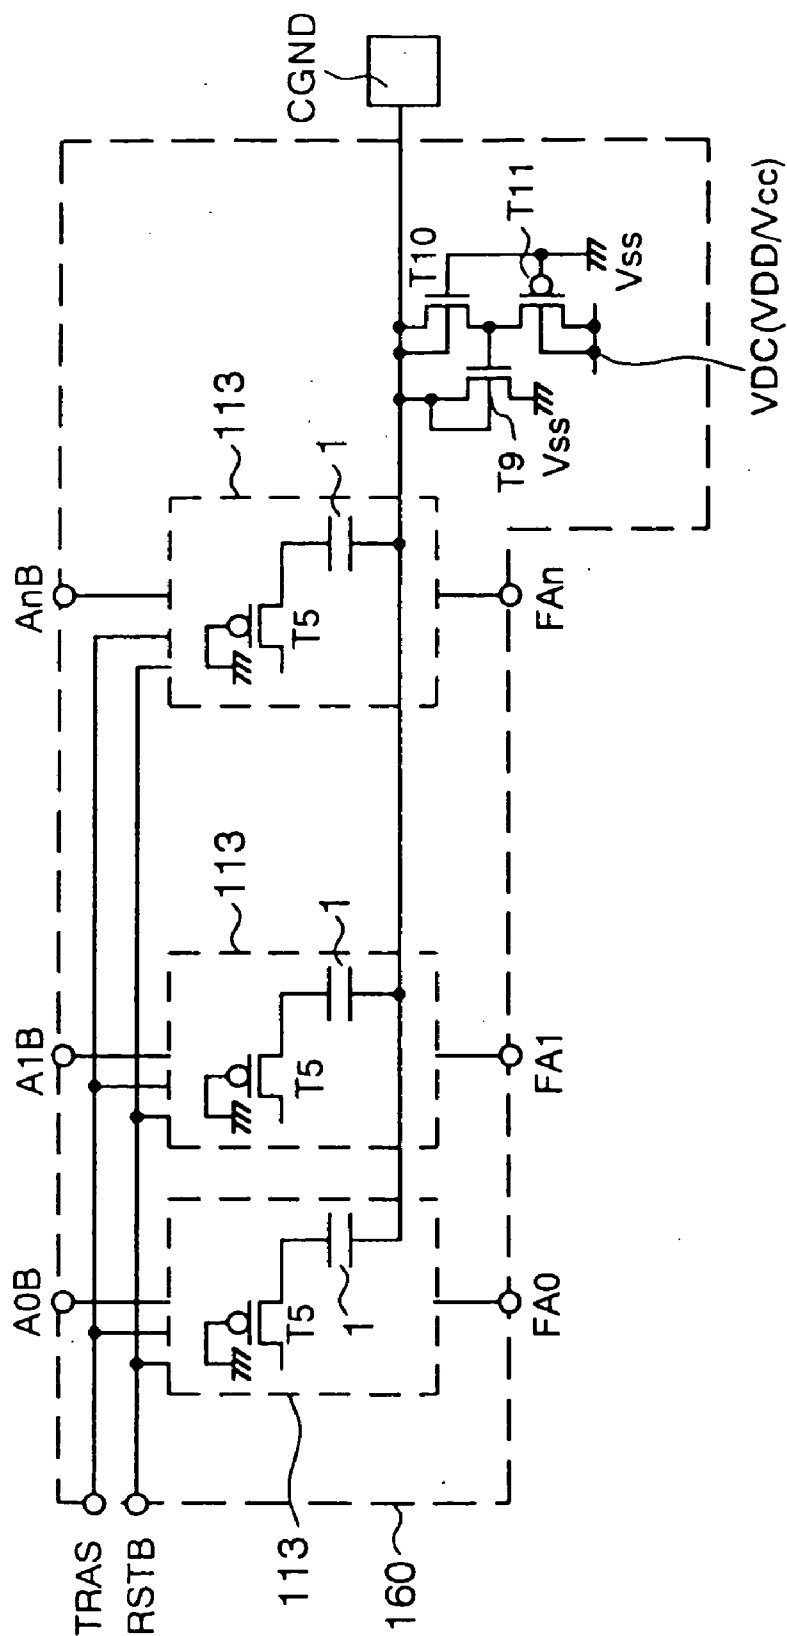 TRAS
RSTB
A0B
A1B
AnB
113
113
113
T5
T5
T5
1
1
1
160
FA0
FA1
FAn
CGND
T9
T10
T11
Vss
Vss
VDC(VDD/Vcc)